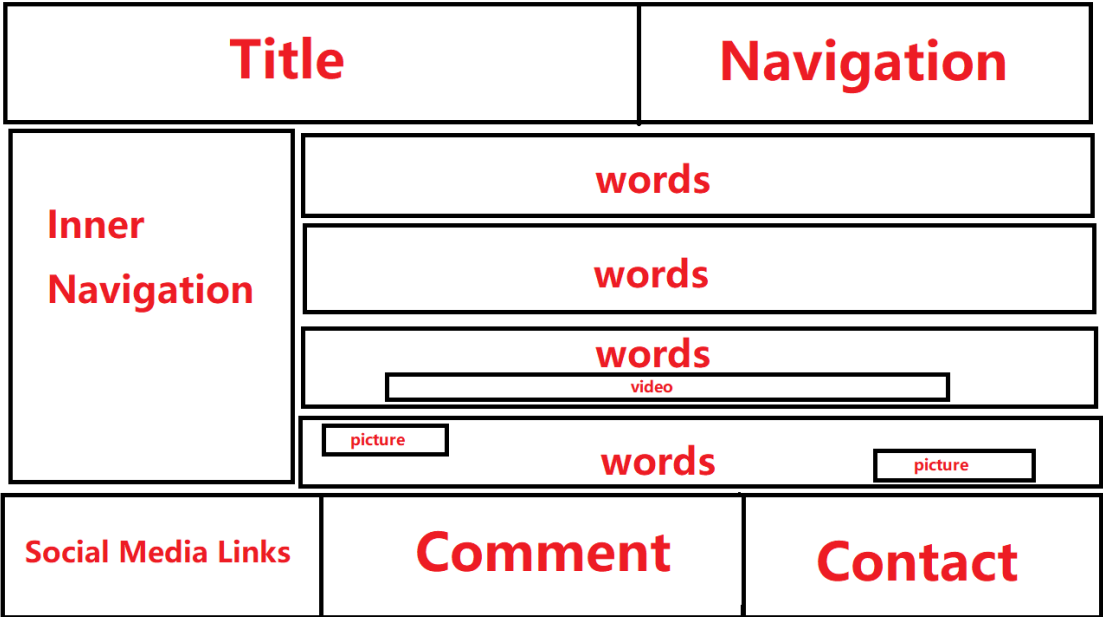 Title
Navigation
Inner
Navigation
words
words
words
video
picture
words
picture
Social Media Links
Comment
Contact